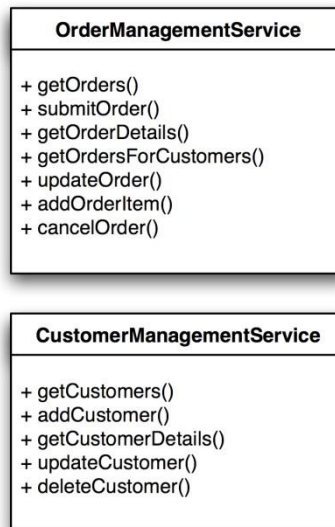 OrderManagementService
+ getOrders()
+ submitOrder()
+ getOrderDetails()
+ getOrdersForCustomers()
+ updateOrder()
+ addOrderItem()
+ cancelOrder()
CustomerManagementService
+ getCustomers()
+ addCustomer()
+ getCustomerDetails()
+ updateCustomer()
+ deleteCustomer()